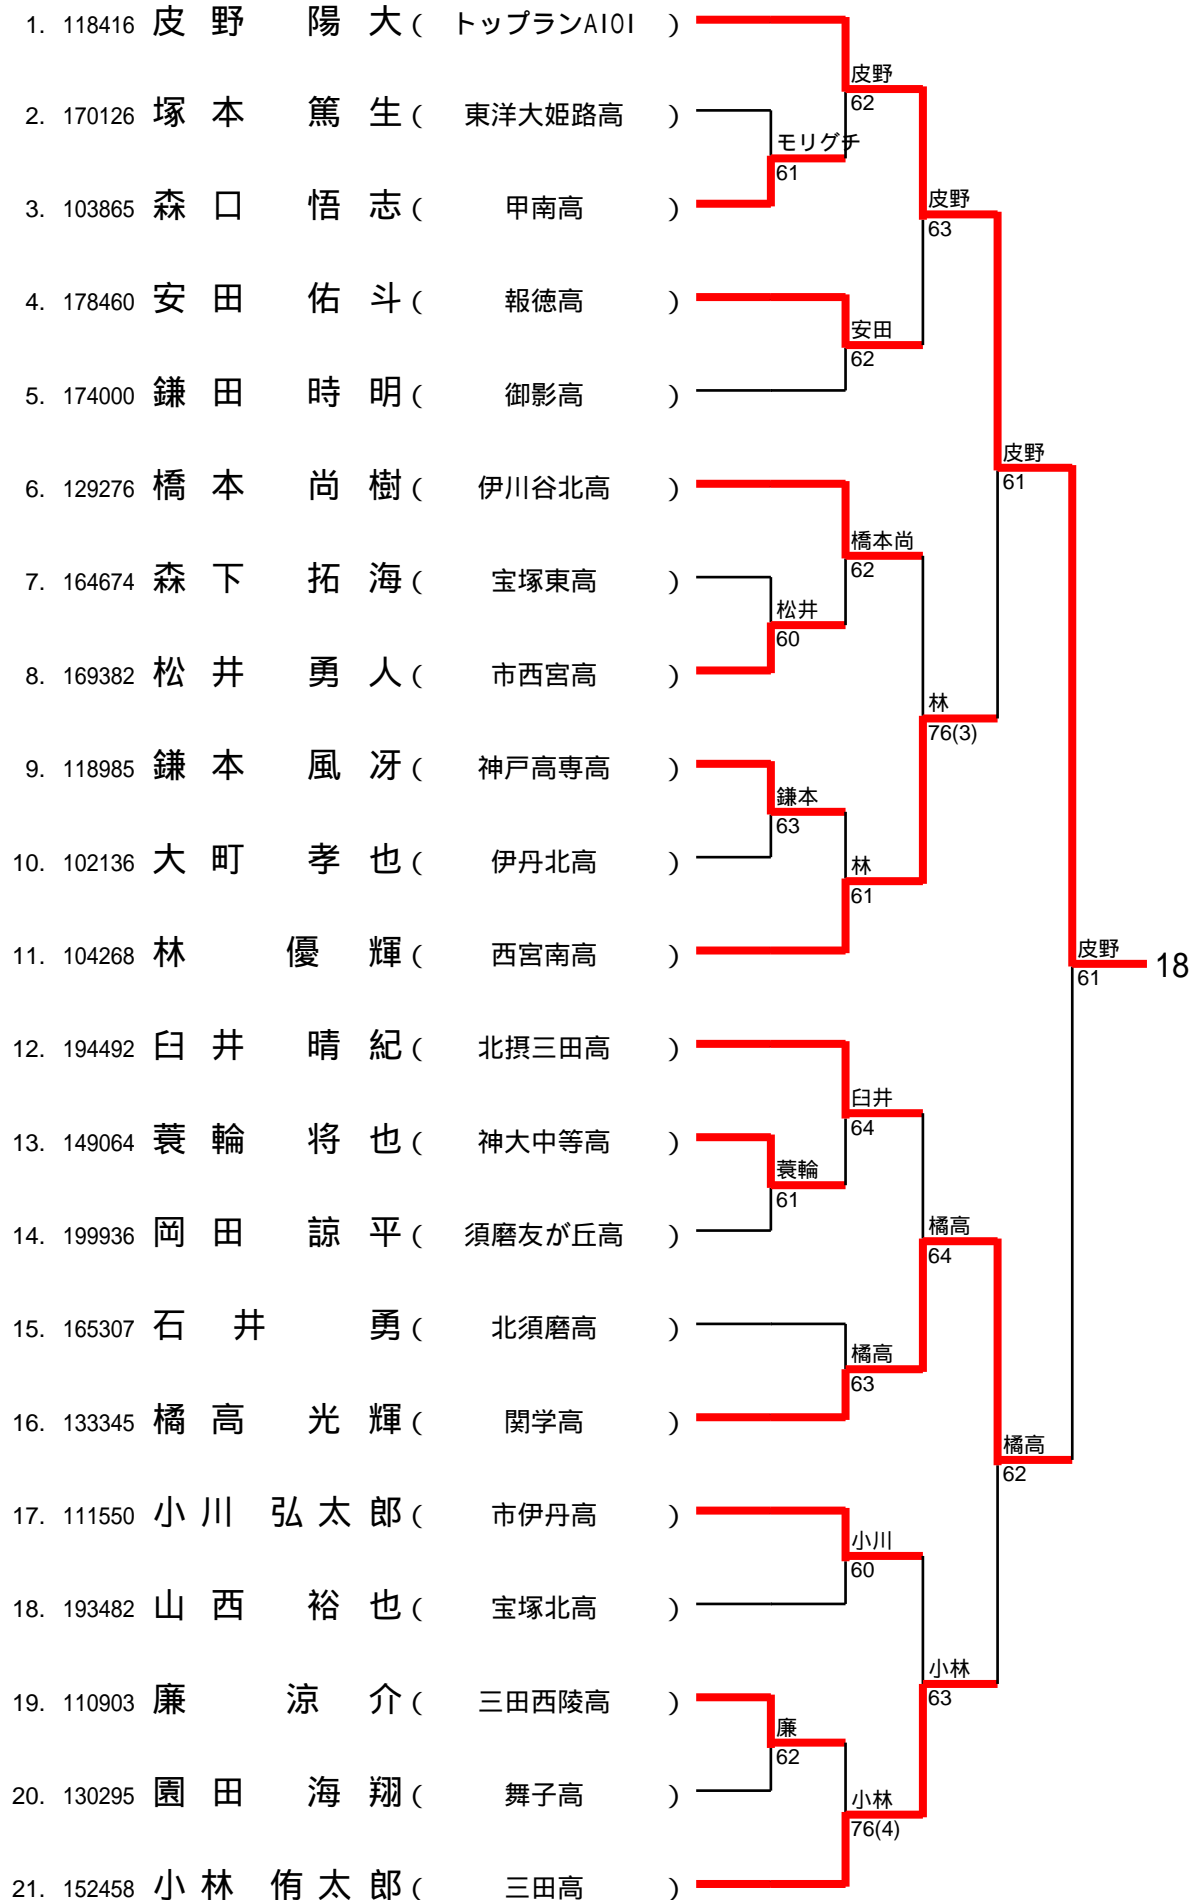 1. 118416 皮野 陽大 ( トップランAIOI )
皮野
62
2. 170126 塚本 篤生 ( 東洋大姫路高 )
モリグチ
61
3. 103865 森口 悟志 ( 甲南高 )
皮野
63
4. 178460 安田 佑斗 ( 報徳高 )
安田
62
5. 174000 鎌田 時明 ( 御影高 )
皮野
61
6. 129276 橋本 尚樹 ( 伊川谷北高 )
橋本尚
62
7. 164674 森下 拓海 ( 宝塚東高 )
松井
60
8. 169382 松井 勇人 ( 市西宮高 )
林
76(3)
9. 118985 鎌本 風冴 ( 神戸高専高 )
鎌本
63
10. 102136 大町 孝也 ( 伊丹北高 )
林
61
11. 104268 林 優輝 ( 西宮南高 )
皮野
61
18
12. 194492 臼井 晴紀 ( 北摂三田高 )
臼井
64
13. 149064 蓑輪 将也 ( 神大中等高 )
蓑輪
61
14. 199936 岡田 諒平 ( 須磨友が丘高 )
橘高
64
15. 165307 石井 勇 ( 北須磨高 )
橘高
63
16. 133345 橘高 光輝 ( 関学高 )
橘高
62
17. 111550 小川 弘太郎 ( 市伊丹高 )
小川
60
18. 193482 山西 裕也 ( 宝塚北高 )
小林
63
19. 110903 廉 涼介 ( 三田西陵高 )
廉
62
20. 130295 園田 海翔 ( 舞子高 )
小林
76(4)
21. 152458 小林 侑太郎 ( 三田高 )